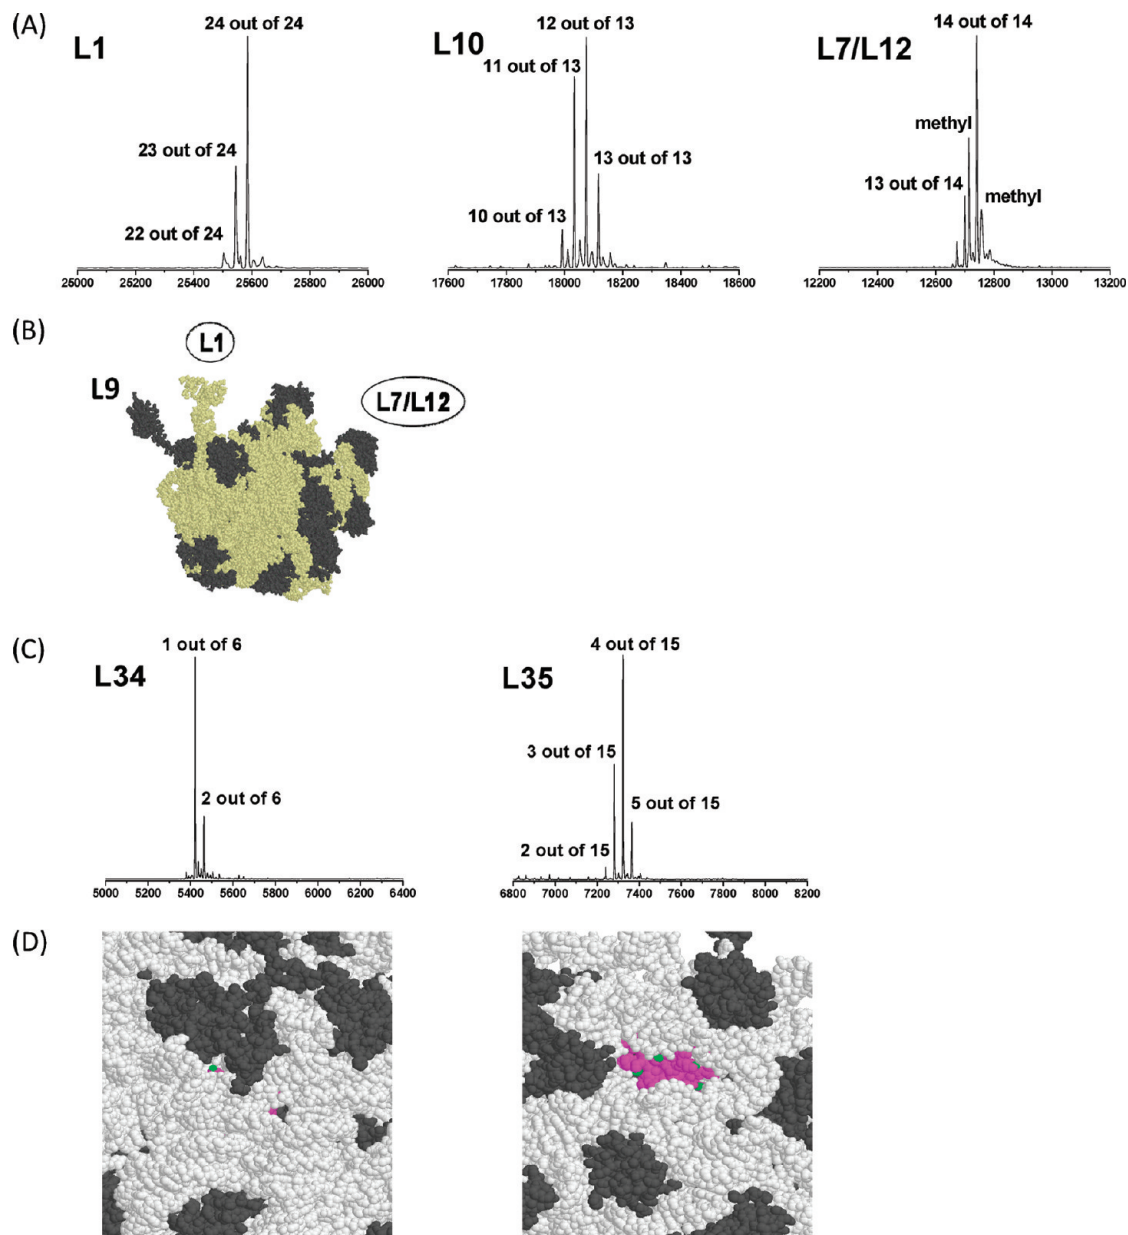 (A)
L1
24 out of 24
23 out of 24
22 out of 24
25000 25200 25400 25600 25800 26000
L10
12 out of 13
11 out of 13
13 out of 13
10 out of 13
17600 17800 18000 18200 18400 18600
L7/L12
14 out of 14
methyl
13 out of 14
methyl
12200 12400 12600 12800 13000 13200
(B)
L1
L9
L7/L12
(C)
L34
1 out of 6
2 out of 6
5000 5200 5400 5600 5800 6000 6200 6400
L35
4 out of 15
3 out of 15
5 out of 15
2 out of 15
6800 7000 7200 7400 7600 7800 8000 8200
(D)